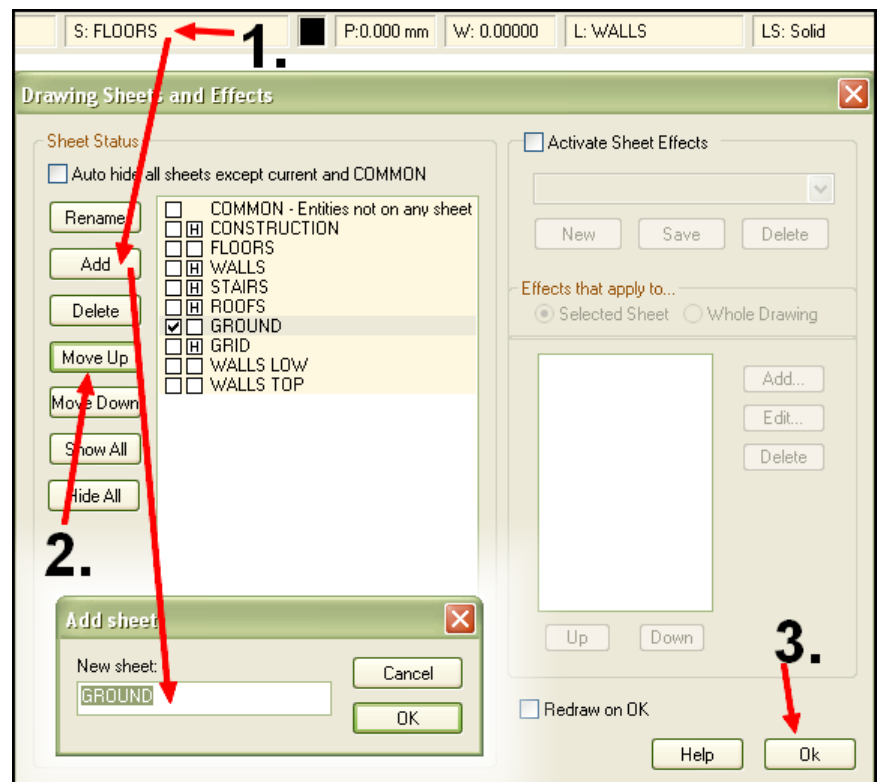 S: FLOORS
1.
P:0.000 mm
W: 0.00000
L: WALLS
LS: Solid
Drawing Sheets and Effects
Sheet Status
Auto hide all sheets except current and COMMON
Rename
Add
Delete
Move Up
Move Down
Show All
Hide All
COMMON - Entities not on any sheet
H CONSTRUCTION
FLOORS
H WALLS
H STAIRS
H ROOFS
GROUND
H GRID
WALLS LOW
WALLS TOP
2.
Add sheet
New sheet:
GROUND
Cancel
OK
Activate Sheet Effects
New
Save
Delete
Effects that apply to...
Selected Sheet
Whole Drawing
Add...
Edit...
Delete
Up
Down
3.
Redraw on OK
Help
Ok